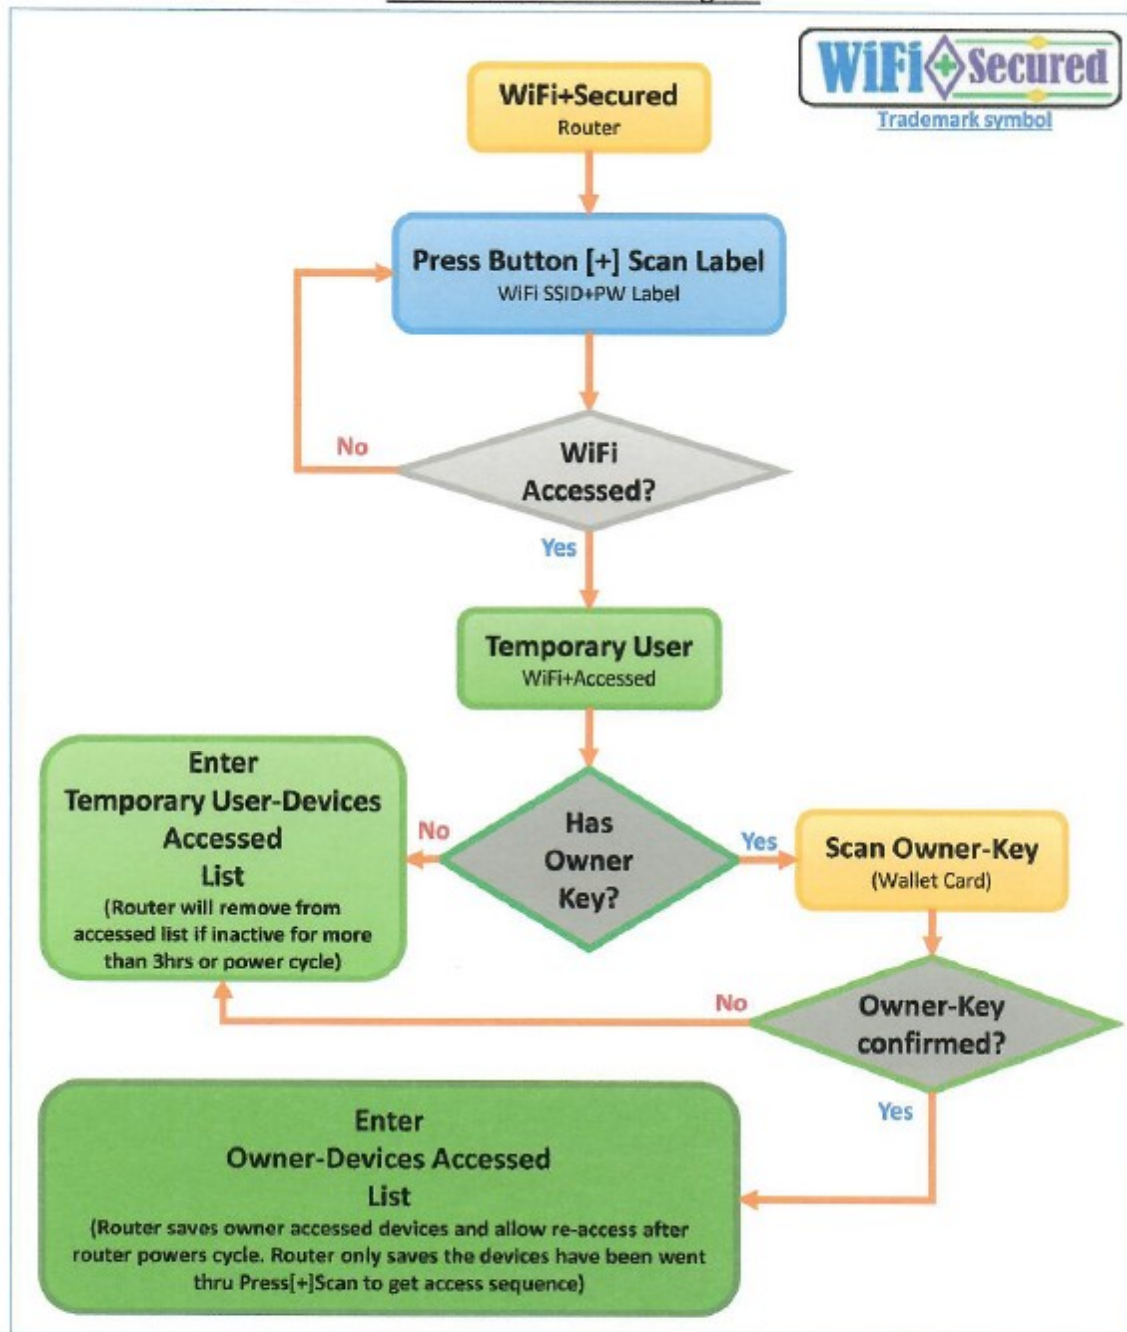 WiFi+Secured
Trademark symbol
WiFi+Secured
Router
Press Button [+] Scan Label
WiFi SSID+PW Label
No
WiFi
Accessed?
Yes
Temporary User
WiFi+Accessed
Enter
Temporary User-Devices
Accessed
List
(Router will remove from
accessed list if inactive for more
than 3hrs or power cycle)
No
Has
Owner
Key?
Yes
Scan Owner-Key
(Wallet Card)
No
Owner-Key
confirmed?
Yes
Enter
Owner-Devices Accessed
List
(Router saves owner accessed devices and allow re-access after
router powers cycle. Router only saves the devices have been went
thru Press[+]Scan to get access sequence)